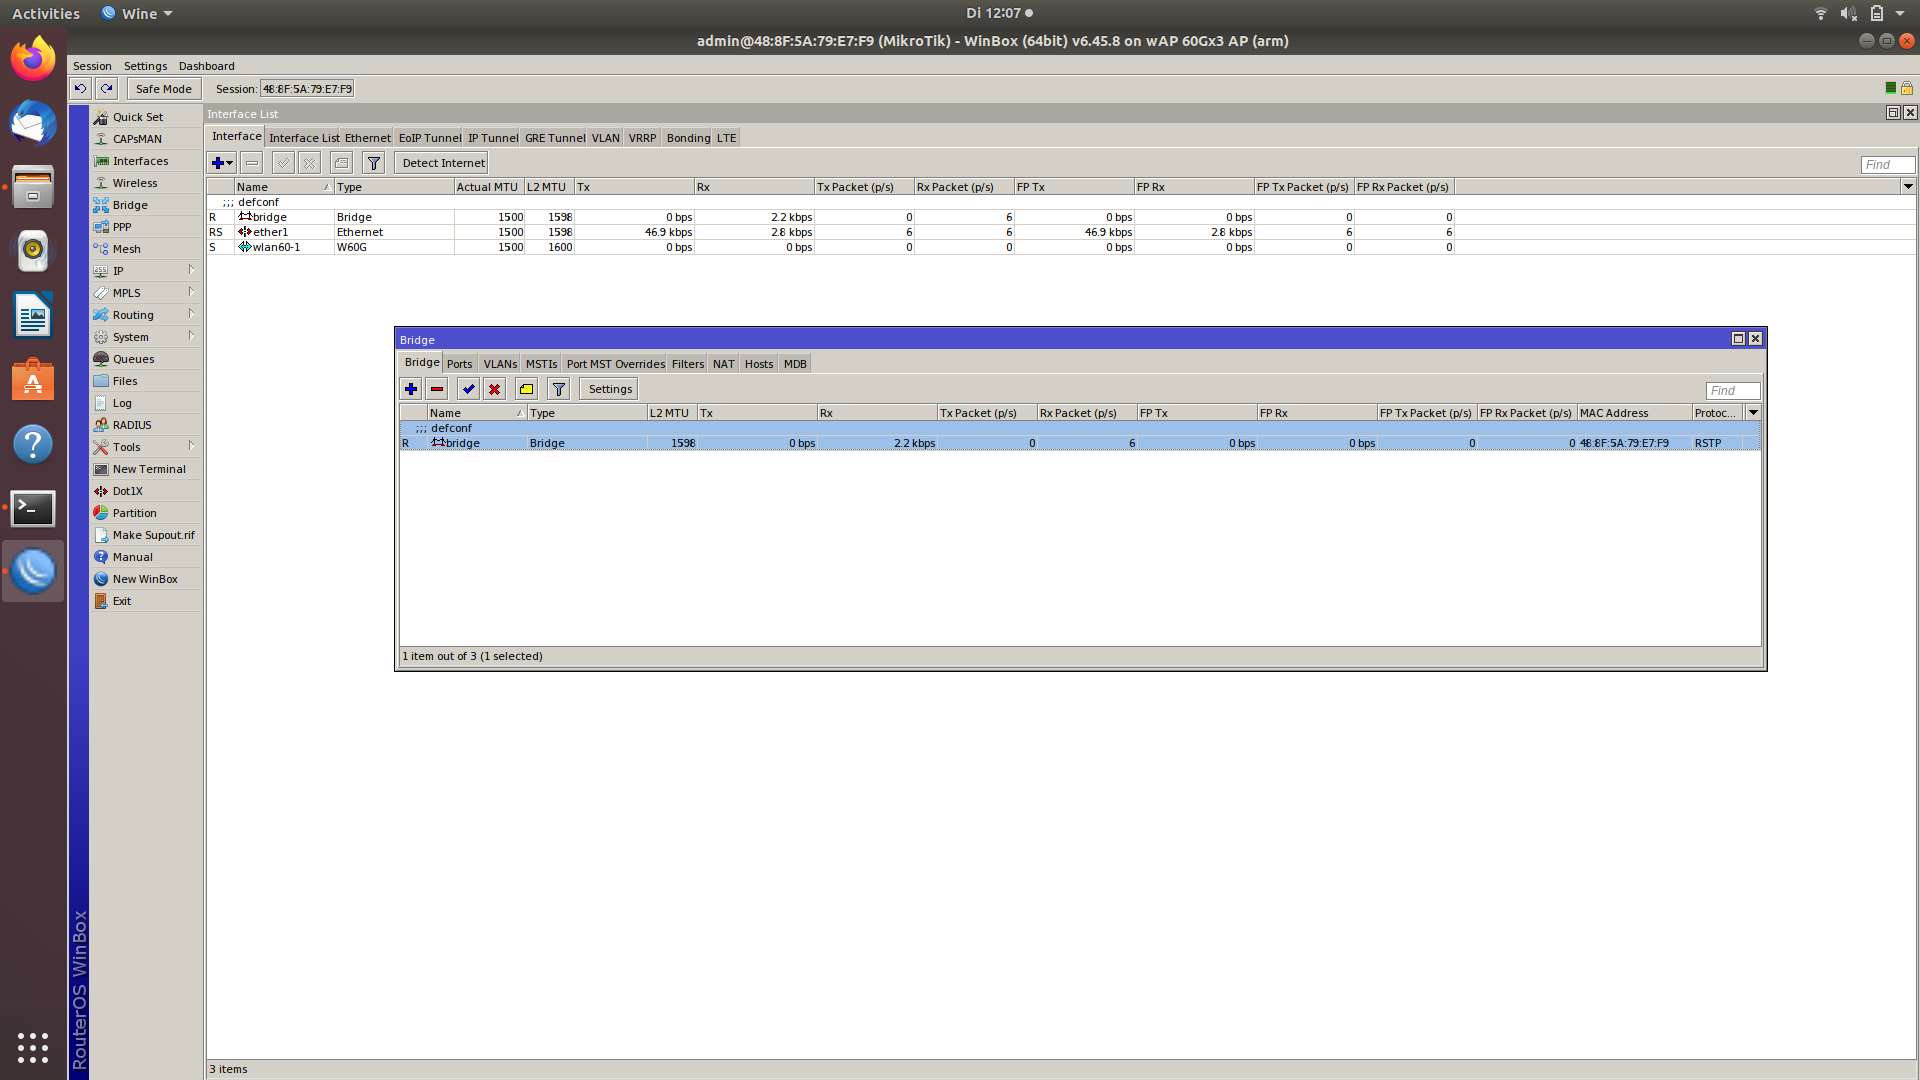 Activities Wine Di 12:07
admin@48:8F:5A:79:E7:F9 (MikroTik) - WinBox (64bit) v6.45.8 on wAP 60Gx3 AP (arm)
Session Settings Dashboard
Safe Mode Session: 48:8F:5A:79:E7:F9
Quick Set
CAPsMAN
Interfaces
Wireless
Bridge
PPP
Mesh
IP
MPLS
Routing
System
Queues
Files
Log
RADIUS
Tools
New Terminal
Dot1X
Partition
Make Supout.rif
Manual
New WinBox
Exit
RouterOS WinBox
Interface List
Interface Interface List Ethernet EoIP Tunnel IP Tunnel GRE Tunnel VLAN VRRP Bonding LTE
Detect Internet Find
Name Type Actual MTU L2 MTU Tx Rx Tx Packet (p/s) Rx Packet (p/s) FP Tx FP Rx FP Tx Packet (p/s) FP Rx Packet (p/s)
;;; defconf
R bridge Bridge 1500 1598 0 bps 2.2 kbps 0 6 0 bps 0 bps 0 0
RS ether1 Ethernet 1500 1598 46.9 kbps 2.8 kbps 6 6 46.9 kbps 2.8 kbps 6 6
S wlan60-1 W60G 1500 1600 0 bps 0 bps 0 0 0 bps 0 bps 0 0
Bridge
Bridge Ports VLANs MSTIs Port MST Overrides Filters NAT Hosts MDB
Settings Find
Name Type L2 MTU Tx Rx Tx Packet (p/s) Rx Packet (p/s) FP Tx FP Rx FP Tx Packet (p/s) FP Rx Packet (p/s) MAC Address Protoc...
;;; defconf
R bridge Bridge 1598 0 bps 2.2 kbps 0 6 0 bps 0 bps 0 0 48:8F:5A:79:E7:F9 RSTP
1 item out of 3 (1 selected)
3 items